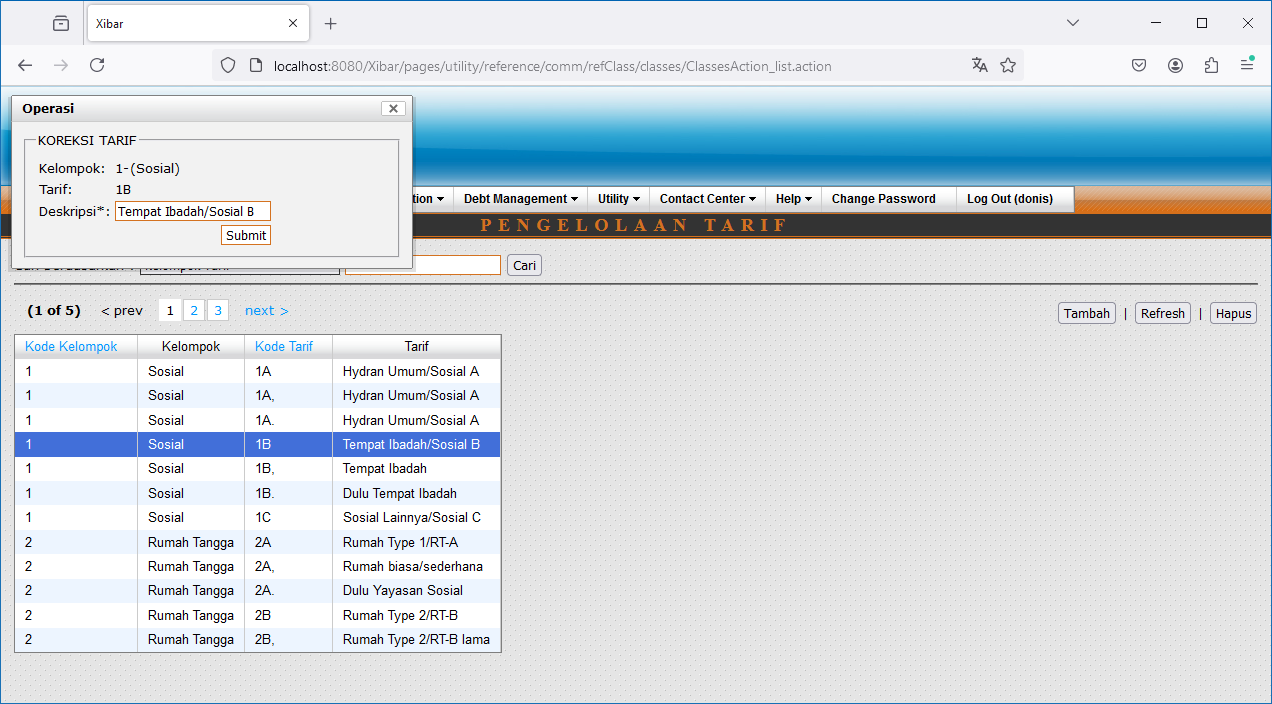 Xibar
localhost:8080/Xibar/pages/utility/reference/comm/refClass/classes/ClassesAction_list.action
Operasi
KOREKSI TARIF
Kelompok: 1-(Sosial)
Tarif: 1B
Deskripsi*: Tempat Ibadah/Sosial B
Submit
tion Debt Management Utility Contact Center Help Change Password Log Out (donis)
PENGELOLAAN TARIF
Cari
(1 of 5) < prev 1 2 3 next >
Tambah | Refresh | Hapus
Kode Kelompok Kelompok Kode Tarif Tarif
1 Sosial 1A Hydran Umum/Sosial A
1 Sosial 1A, Hydran Umum/Sosial A
1 Sosial 1A. Hydran Umum/Sosial A
1 Sosial 1B Tempat Ibadah/Sosial B
1 Sosial 1B, Tempat Ibadah
1 Sosial 1B. Dulu Tempat Ibadah
1 Sosial 1C Sosial Lainnya/Sosial C
2 Rumah Tangga 2A Rumah Type 1/RT-A
2 Rumah Tangga 2A, Rumah biasa/sederhana
2 Rumah Tangga 2A. Dulu Yayasan Sosial
2 Rumah Tangga 2B Rumah Type 2/RT-B
2 Rumah Tangga 2B, Rumah Type 2/RT-B lama